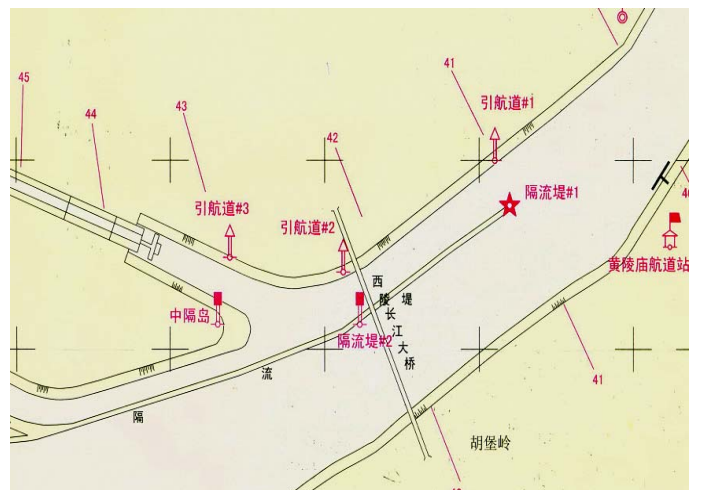 45
44
43
42
41
引航道#1
引航道#3
引航道#2
隔流堤#1
黄陵庙航道站
中隔岛
隔流堤#2
西陵长江大桥
隔
流
堤
41
胡堡岭